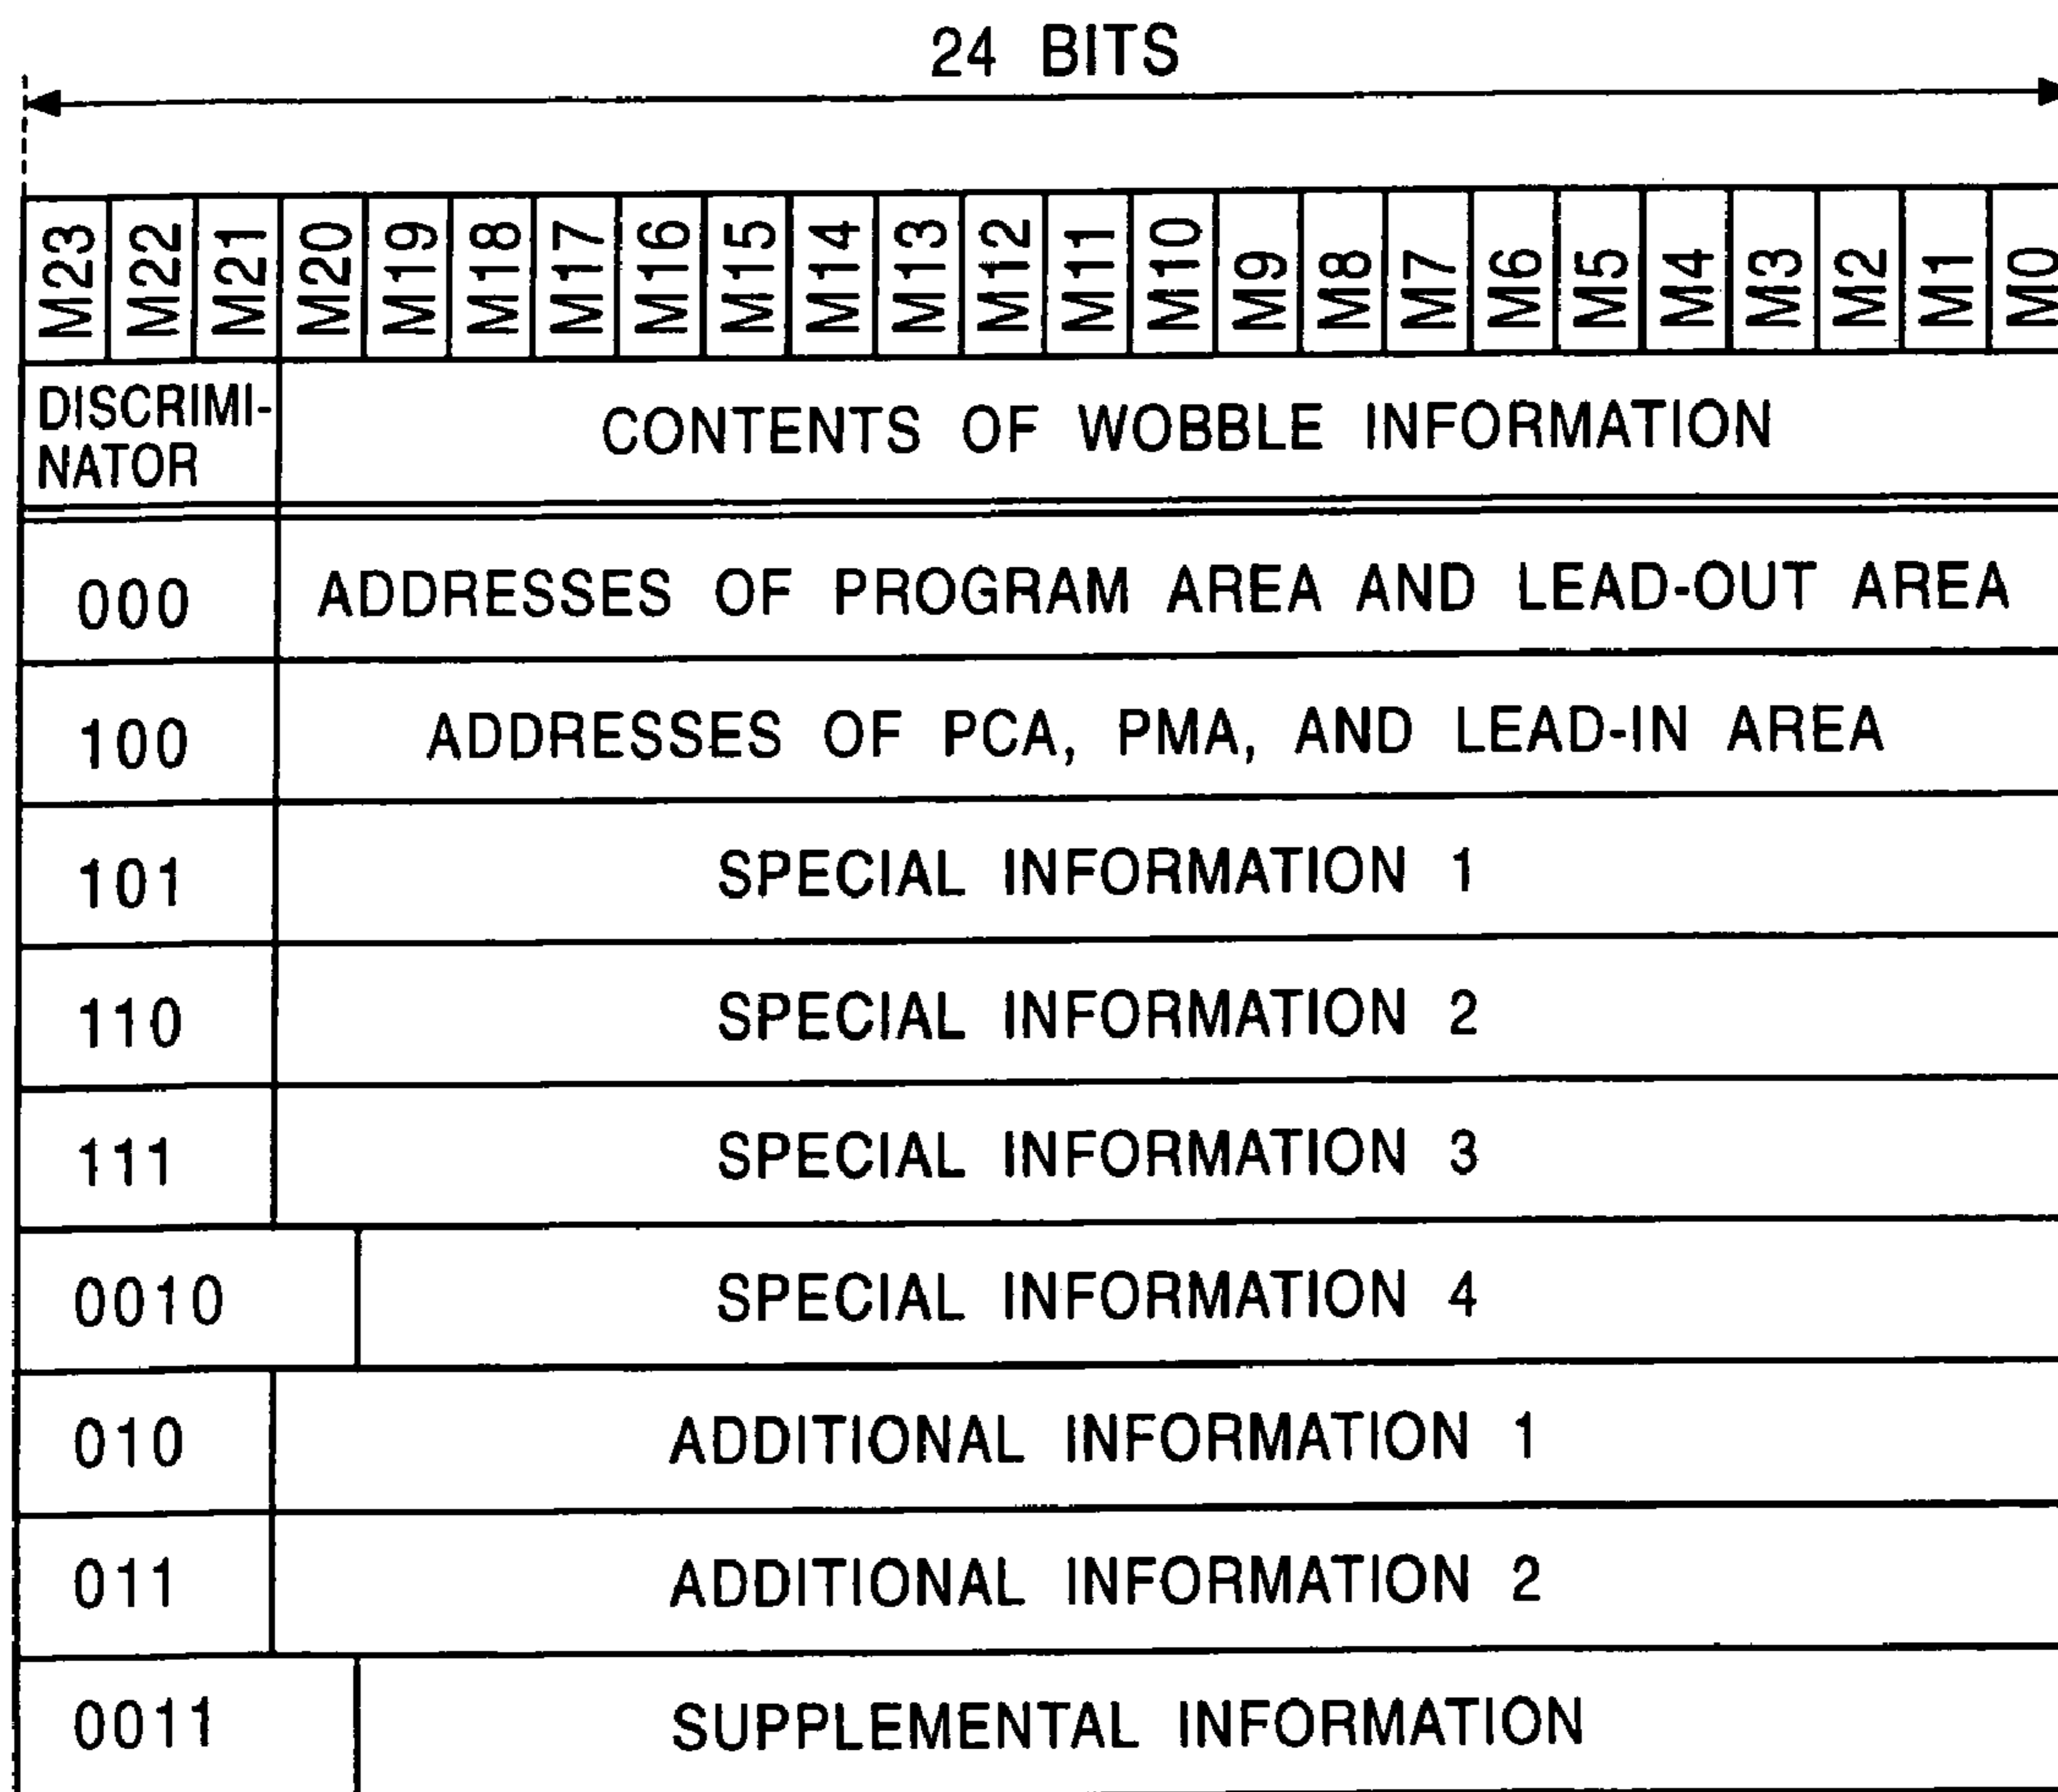 24 BITS
M23 M22 M21 M20 M19 M18 M17 M16 M15 M14 M13 M12 M11 M10 M9 M8 M7 M6 M5 M4 M3 M2 M1 M0
DISCRIMI-
NATOR
CONTENTS OF WOBBLE INFORMATION
000 ADDRESSES OF PROGRAM AREA AND LEAD-OUT AREA
100 ADDRESSES OF PCA, PMA, AND LEAD-IN AREA
101 SPECIAL INFORMATION 1
110 SPECIAL INFORMATION 2
111 SPECIAL INFORMATION 3
0010 SPECIAL INFORMATION 4
010 ADDITIONAL INFORMATION 1
011 ADDITIONAL INFORMATION 2
0011 SUPPLEMENTAL INFORMATION